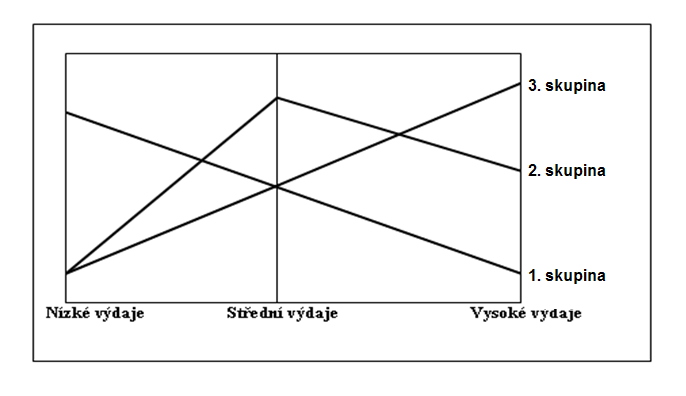 3. skupina
2. skupina
1. skupina
Nízké výdaje
Střední výdaje
Vysoké výdaje